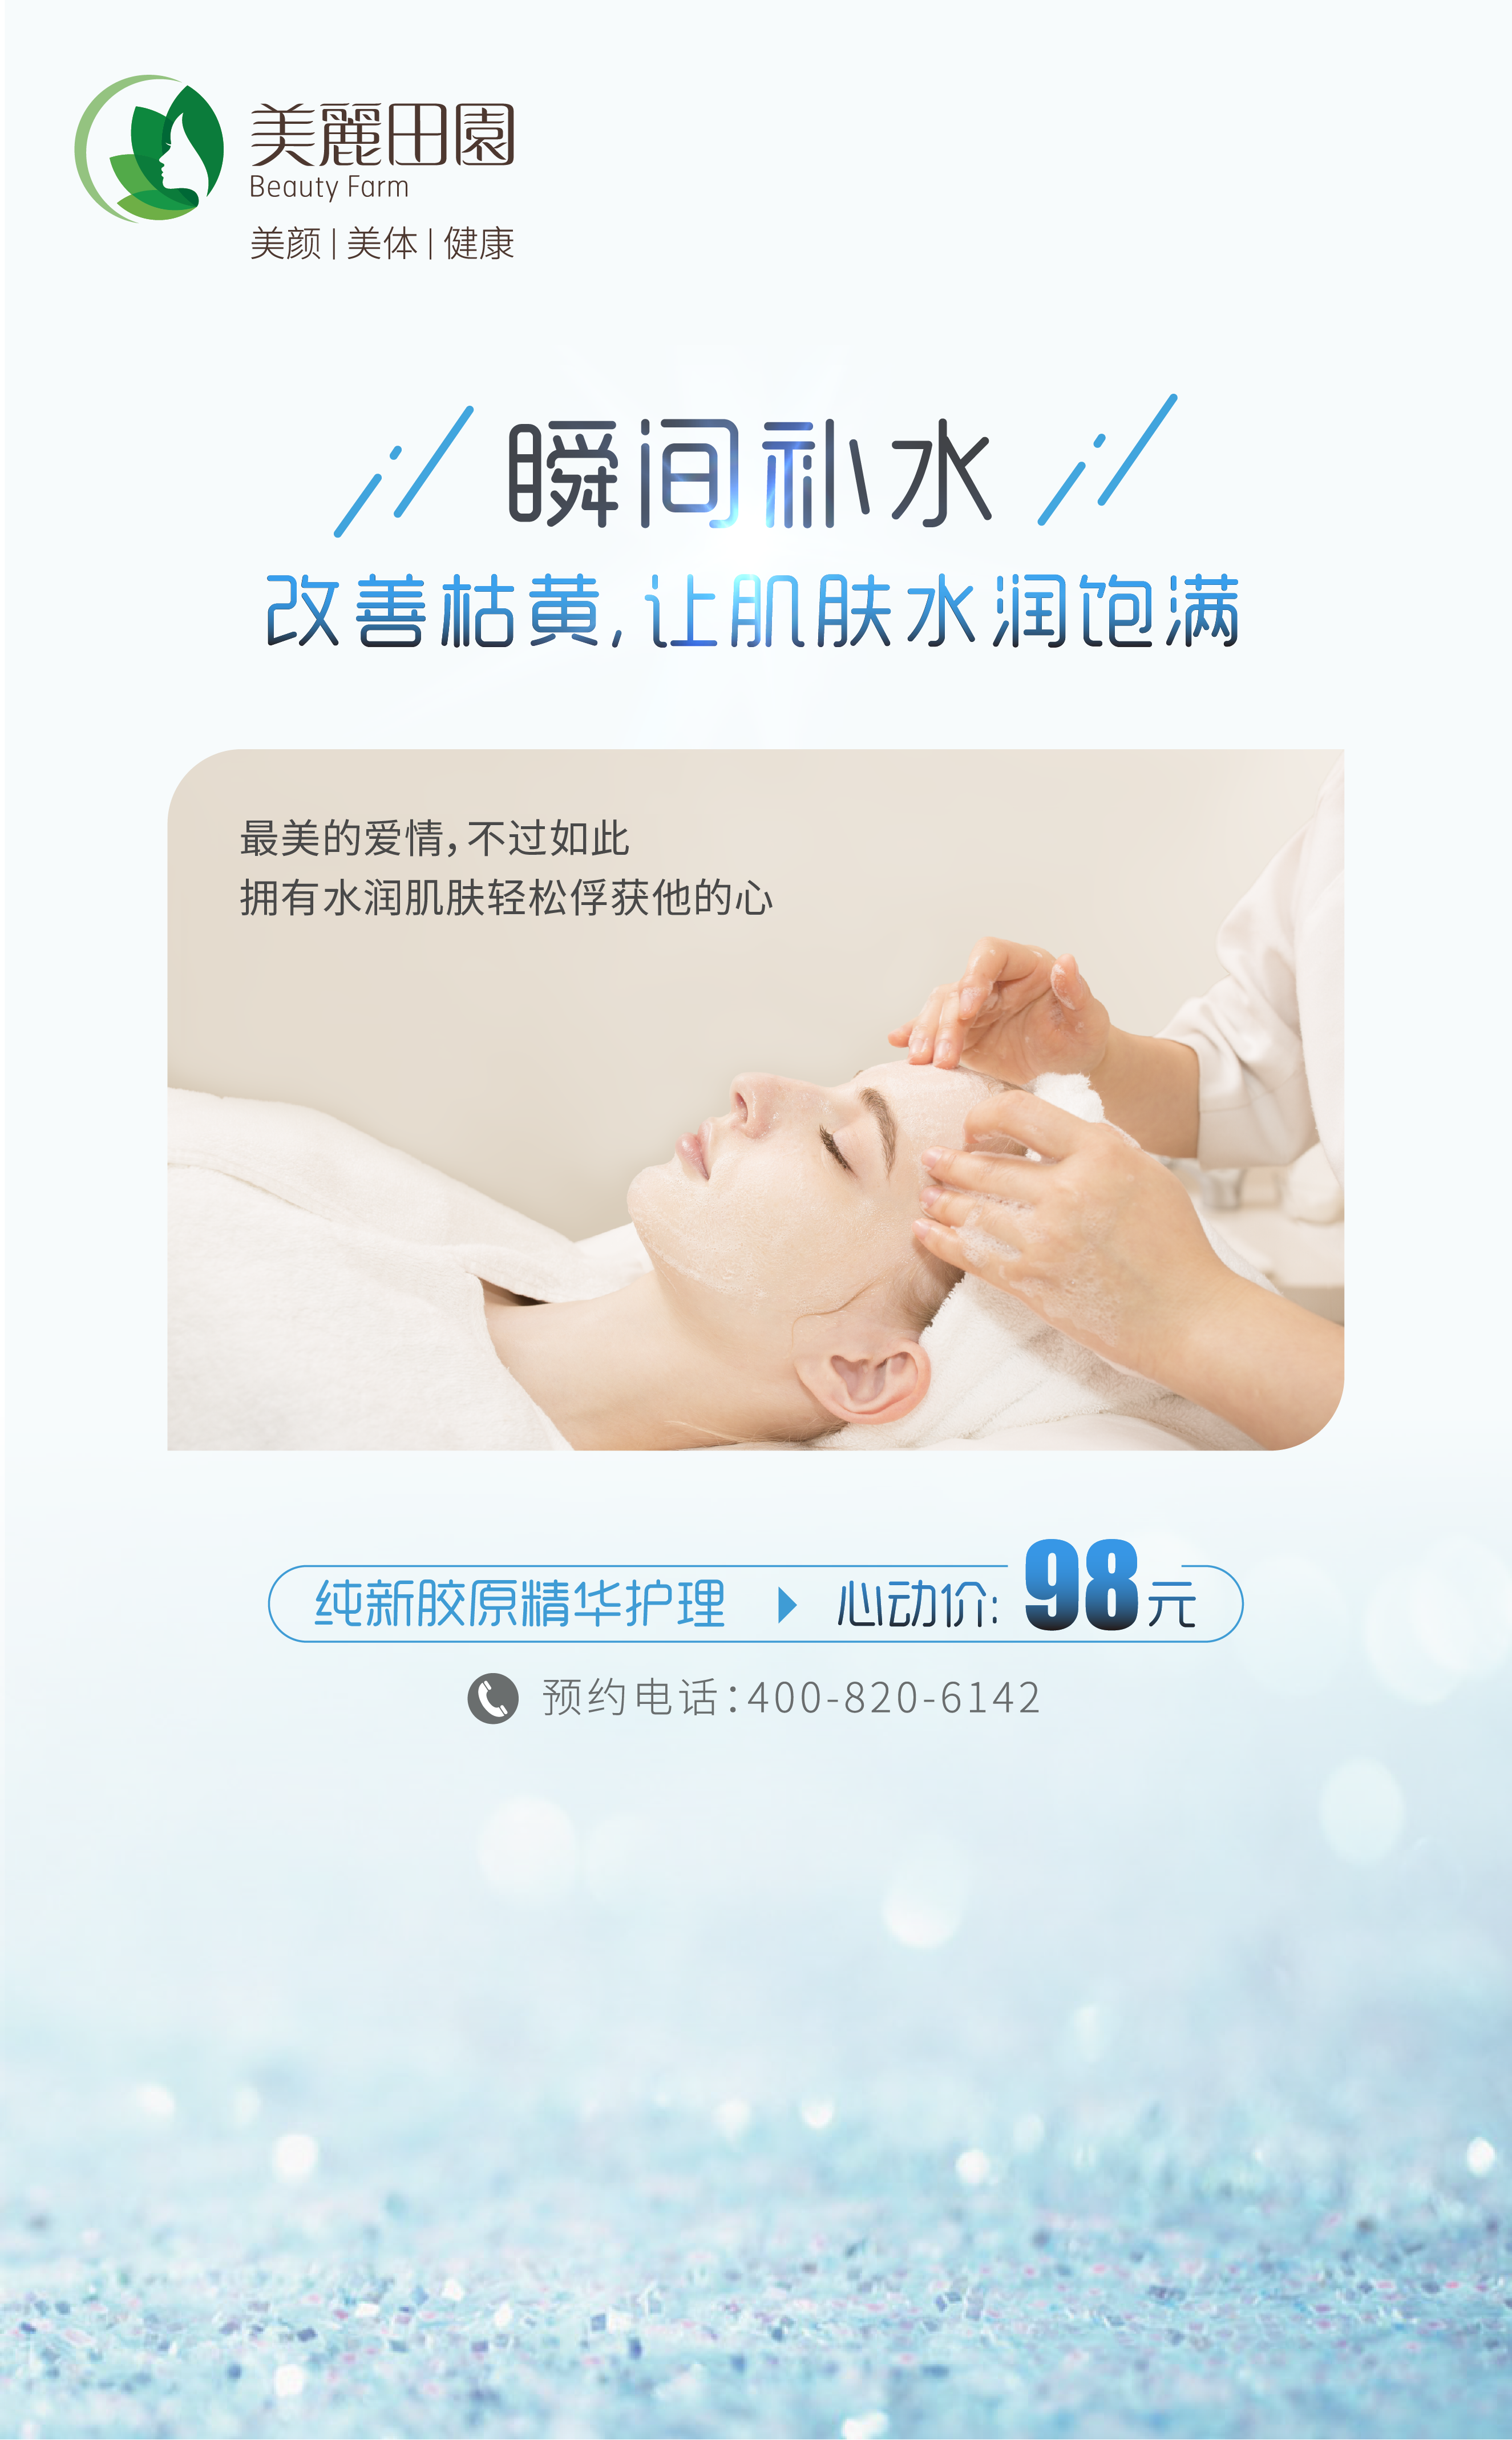 美麗田園
Beauty Farm
美颜|美体|健康
瞬间补水
改善枯黄,让肌肤水润饱满
最美的爱情,不过如此
拥有水润肌肤轻松俘获他的心
纯新胶原精华护理 心动价:98元
预约电话:400-820-6142